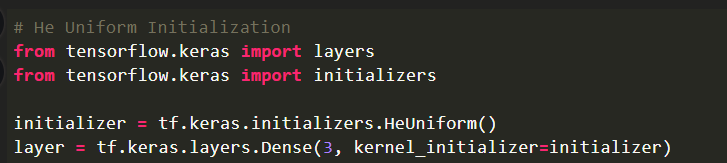 # He Uniform Initialization
from tensorflow.keras import layers
from tensorflow.keras import initializers
initializer = tf.keras.initializers.HeUniform()
layer = tf.keras.layers.Dense(3, kernel_initializer=initializer)